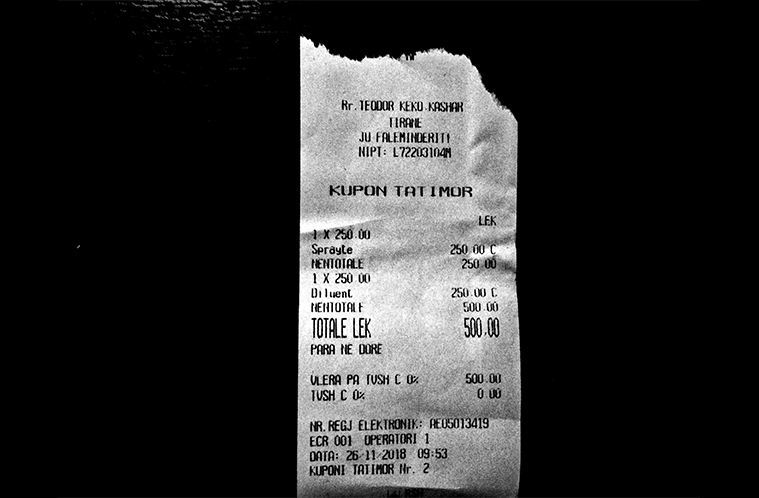 Rr. TEODOR KEKO KASHAR
TIRANE
JU FALEMINDERIT!
NIPT: L72203104M
KUPON TATIMOR
LEK
1 X 250.00
Sprayte 250.00 C
NENTOTALE 250.00
1 X 250.00
Diluent 250.00 C
NENTOTALE 500.00
TOTALE LEK 500.00
PARA NE DORE
VLERA PA TVSH C 0% 500.00
TVSH C 0% 0.00
NR.REGJ ELEKTRONIK: AE05013419
ECR 001 OPERATORI 1
DATA: 26-11-2018 09:53
KUPONI TATIMOR Nr. 2